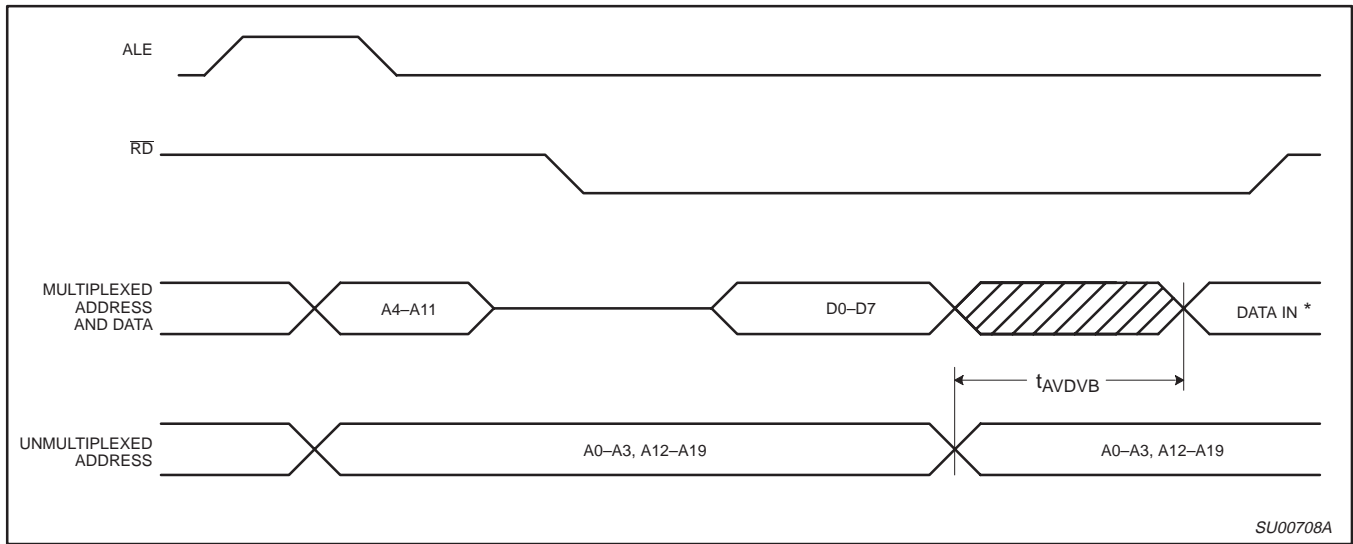 ALE
RD
MULTIPLEXED
ADDRESS
AND DATA
A4–A11
D0–D7
DATA IN *
tAVDVB
UNMULTIPLEXED
ADDRESS
A0–A3, A12–A19
A0–A3, A12–A19
SU00708A